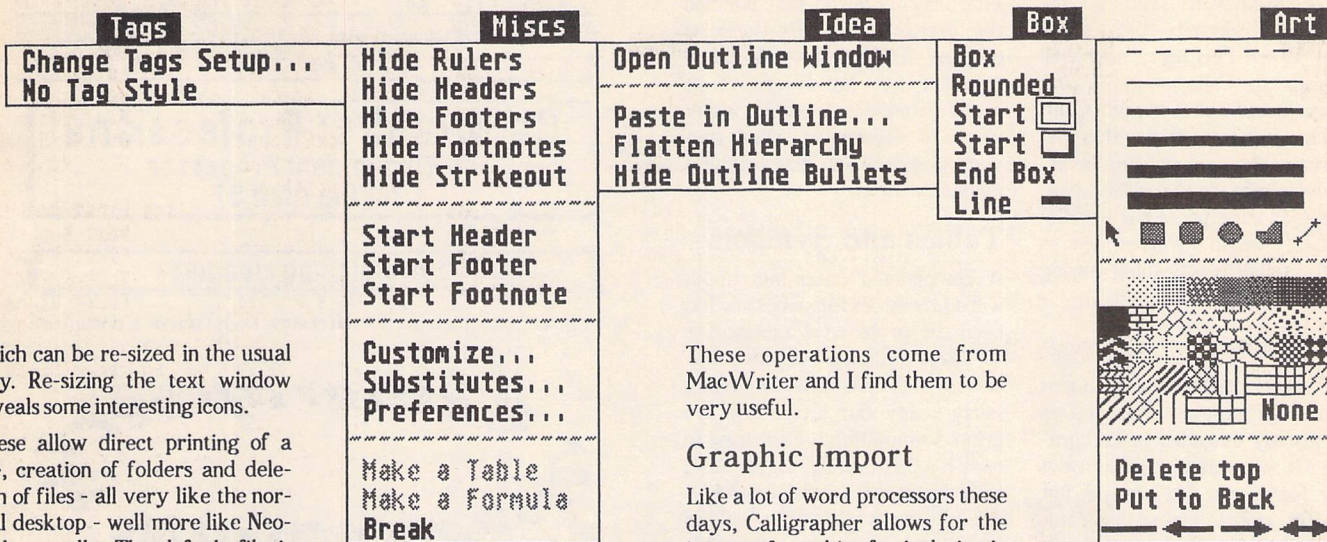 Tags
Change Tags Setup...
No Tag Style
Miscs
Hide Rulers
Hide Headers
Hide Footers
Hide Footnotes
Hide Strikeout
Start Header
Start Footer
Start Footnote
Customize...
Substitutes...
Preferences...
Make a Table
Make a Formula
Break
Idea
Open Outline Window
Paste in Outline...
Flatten Hierarchy
Hide Outline Bullets
Box
Box
Rounded
Start
Start
End Box
Line
Art
None
Delete top
Put to Back
can be re-sized in the usual
Re-sizing the text window
some interesting icons.
allow direct printing of a
creation of folders and dele-
of files - all very like the nor-
desktop - well more like Neo-
These operations come from
MacWriter and I find them to be
very useful.
Graphic Import
Like a lot of word processors these
days, Calligrapher allows for the